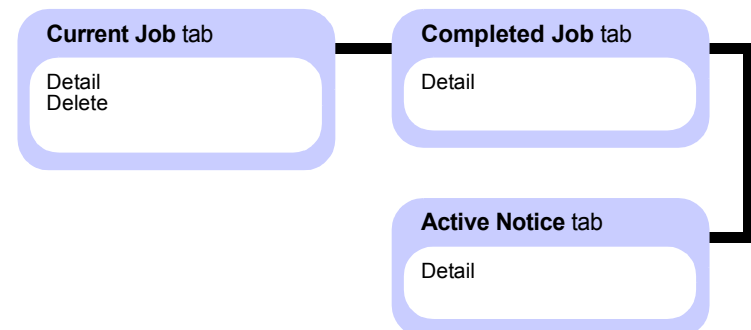 Current Job tab
Detail
Delete
Completed Job tab
Detail
Active Notice tab
Detail